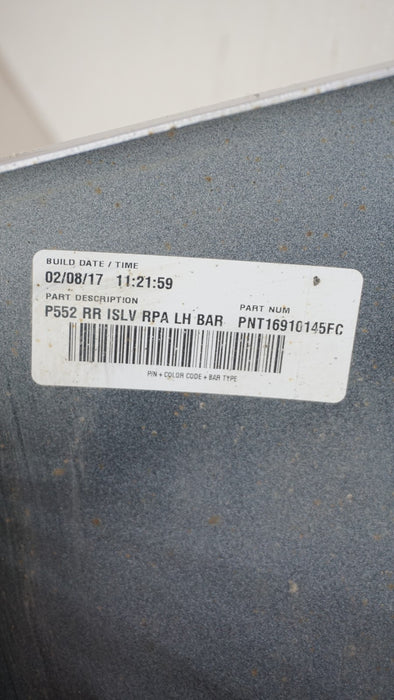 BUILD DATE / TIME
02/08/17 11:21:59
PART DESCRIPTION PART NUM
P552 RR ISLV RPA LH BAR PNT16910145FC
P/N + COLOR CODE + BAR TYPE